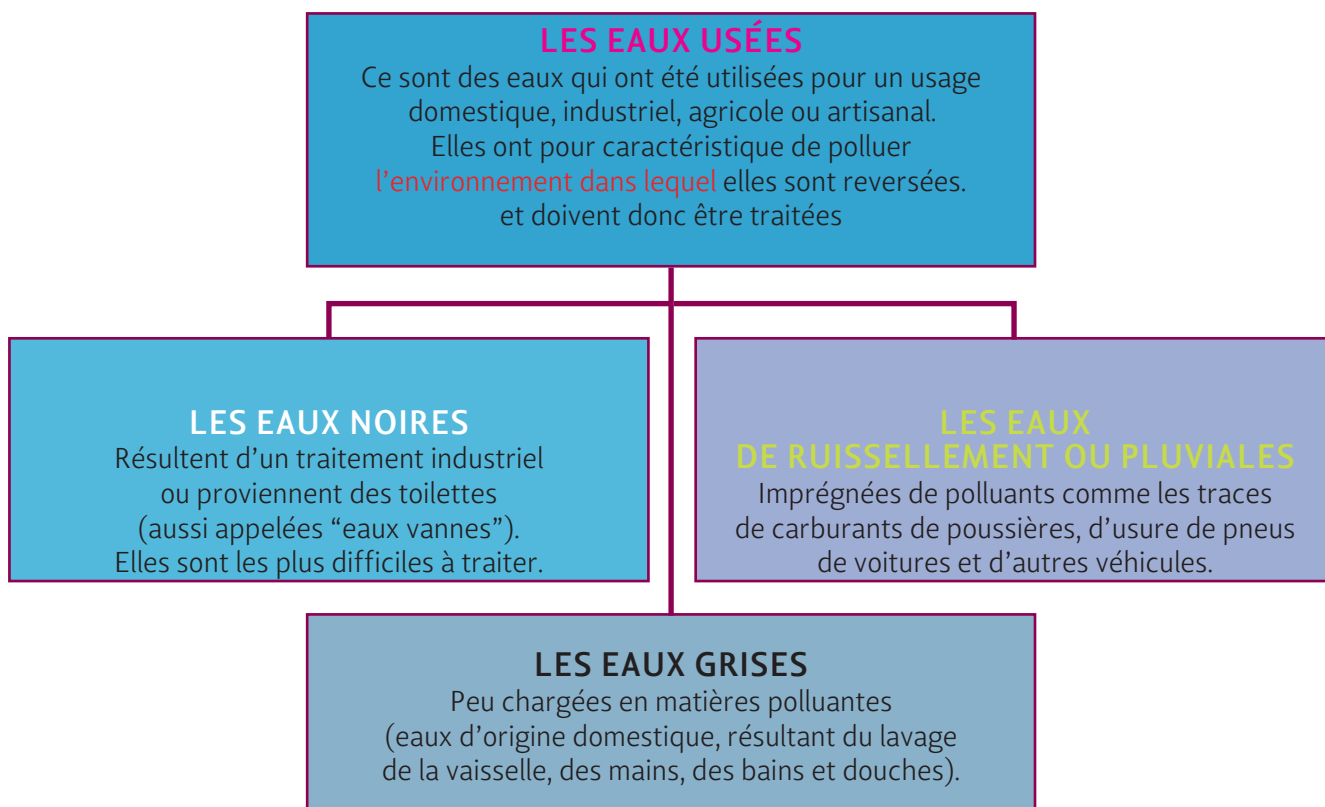 LES EAUX USÉES
Ce sont des eaux qui ont été utilisées pour un usage
domestique, industriel, agricole ou artisanal.
Elles ont pour caractéristique de polluer
l’environnement dans lequel elles sont reversées.
et doivent donc être traitées
LES EAUX NOIRES
Résultent d’un traitement industriel
ou proviennent des toilettes
(aussi appelées “eaux vannes”).
Elles sont les plus difficiles à traiter.
LES EAUX
DE RUISSELLEMENT OU PLUVIALES
Imprégnées de polluants comme les traces
de carburants de poussières, d’usure de pneus
de voitures et d’autres véhicules.
LES EAUX GRISES
Peu chargées en matières polluantes
(eaux d’origine domestique, résultant du lavage
de la vaisselle, des mains, des bains et douches).